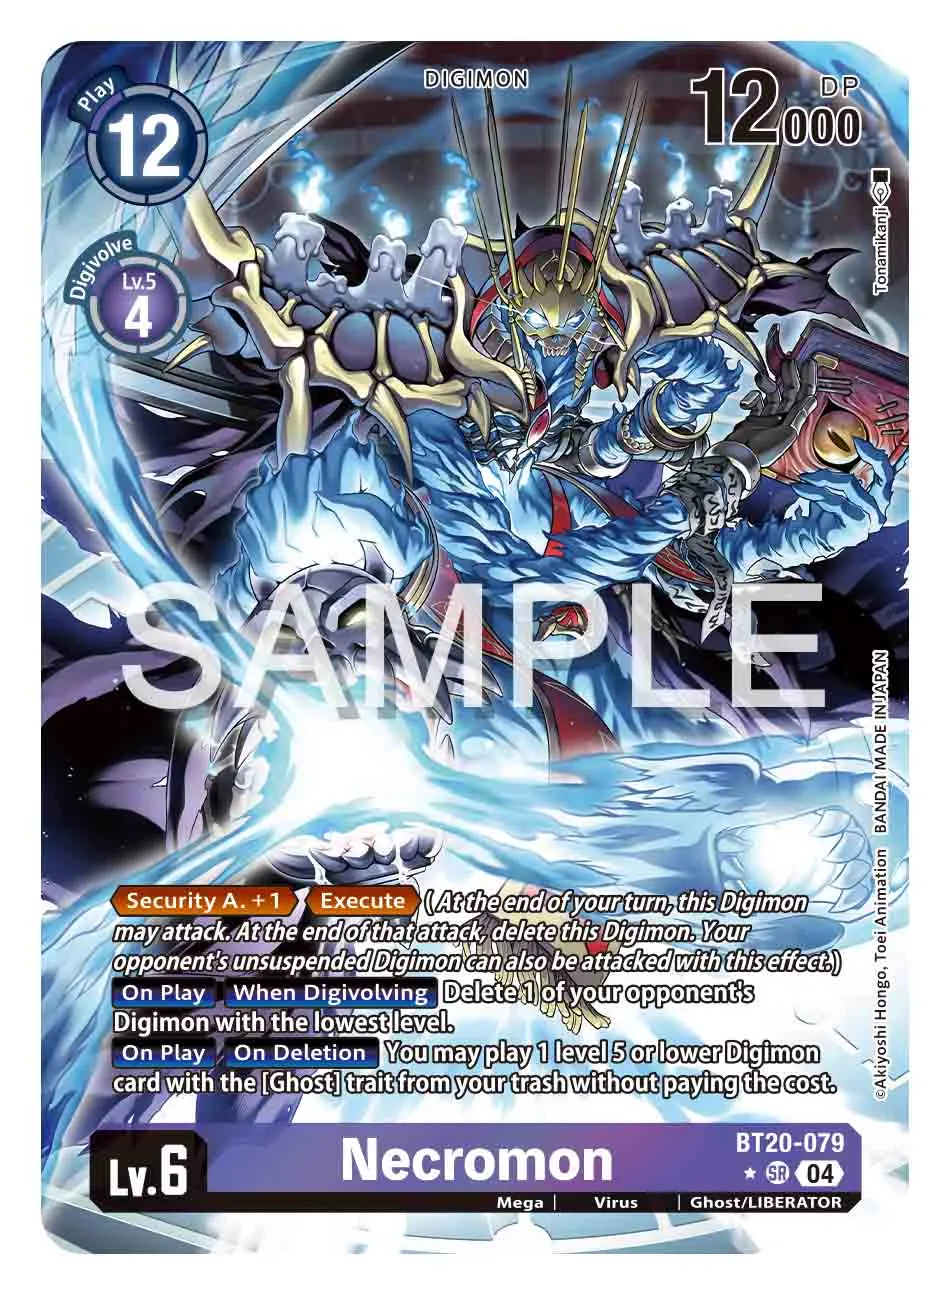 DIGIMON
Play
12
12000
DP
Digivolve
Lv.5
4
Tonamikanji
SAMPLE
BANDAI MADE IN JAPAN
©Akiyoshi Hongo, Toei Animation
Security A. +1 Execute (At the end of your turn, this Digimon
may attack. At the end of that attack, delete this Digimon. Your
opponent's unsuspended Digimon can also be attacked with this effect.)
On Play When Digivolving Delete 1 of your opponent's
Digimon with the lowest level.
On Play On Deletion You may play 1 level 5 or lower Digimon
card with the [Ghost] trait from your trash without paying the cost.
Lv.6
Necromon
BT20-079
SR 04
Mega | Virus | Ghost/LIBERATOR